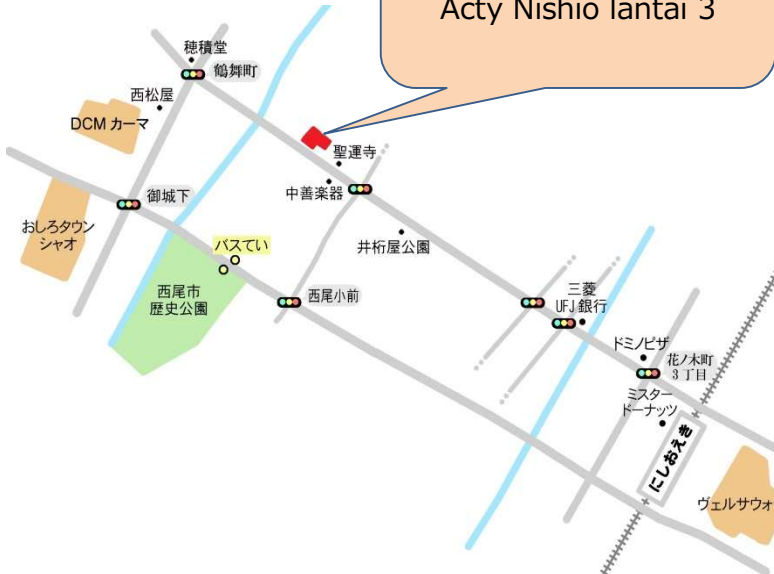 Acty Nishio lantai 3
穂積堂
鶴舞町
西松屋
DCM カーマ
聖運寺
中善楽器
御城下
おしろタウン
シャオ
バスてい
井桁屋公園
西尾市
歴史公園
西尾小前
三菱
UFJ 銀行
ドミノピザ
花ノ木町
3 丁目
ミスター
ドーナッツ
にしおえき
ヴェルサウォ